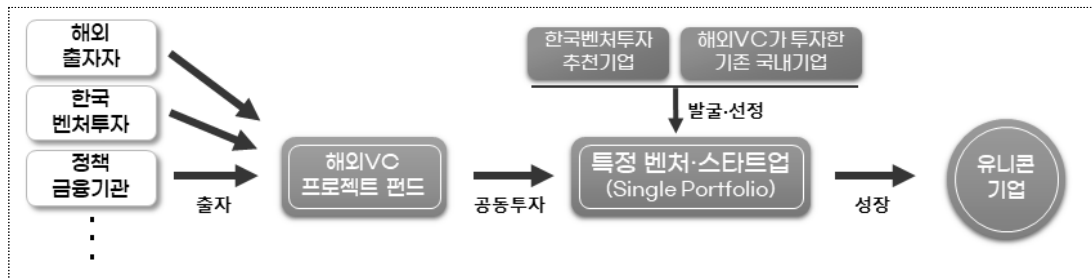 해외
출자자
한국
벤처투자
정책
금융기관
출자
해외VC
프로젝트 펀드
공동투자
한국벤처투자
추천기업
해외VC가 투자한
기존 국내기업
발굴·선정
특정 벤처·스타트업
(Single Portfolio)
성장
유니콘
기업